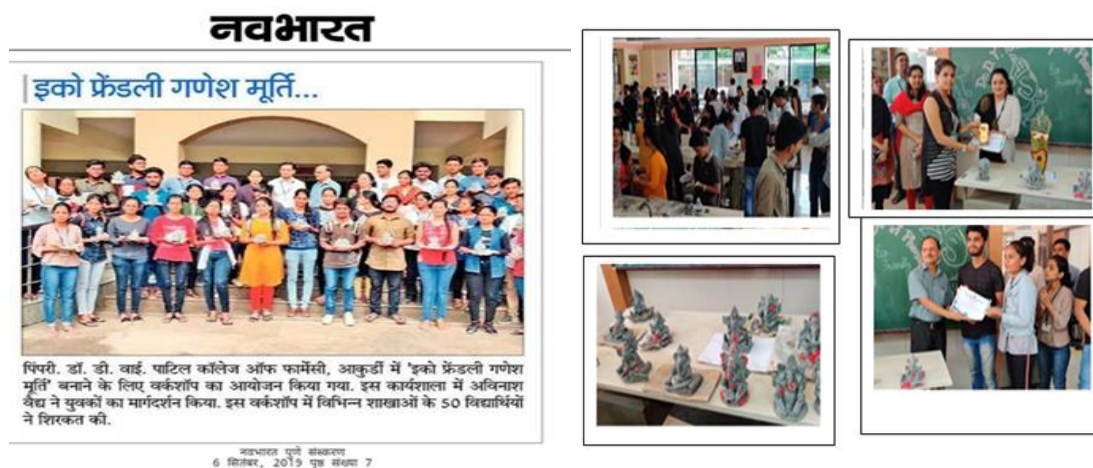 नवभारत
इको फ्रेंडली गणेश मूर्ति...
पिंपरी. डॉ. डी. वाई. पाटिल कॉलेज ऑफ फार्मेसी, आकुर्डी में 'इको फ्रेंडली गणेश
मूर्ति' बनाने के लिए वर्कशॉप का आयोजन किया गया. इस कार्यशाला में अविनाश
वैद्य ने युवकों का मार्गदर्शन किया. इस वर्कशॉप में विभिन्न शाखाओं के 50 विद्यार्थियों
ने शिरकत की.
नवभारत पुणे संस्करण
6 सितंबर, 2019 पृष्ठ संख्या 7